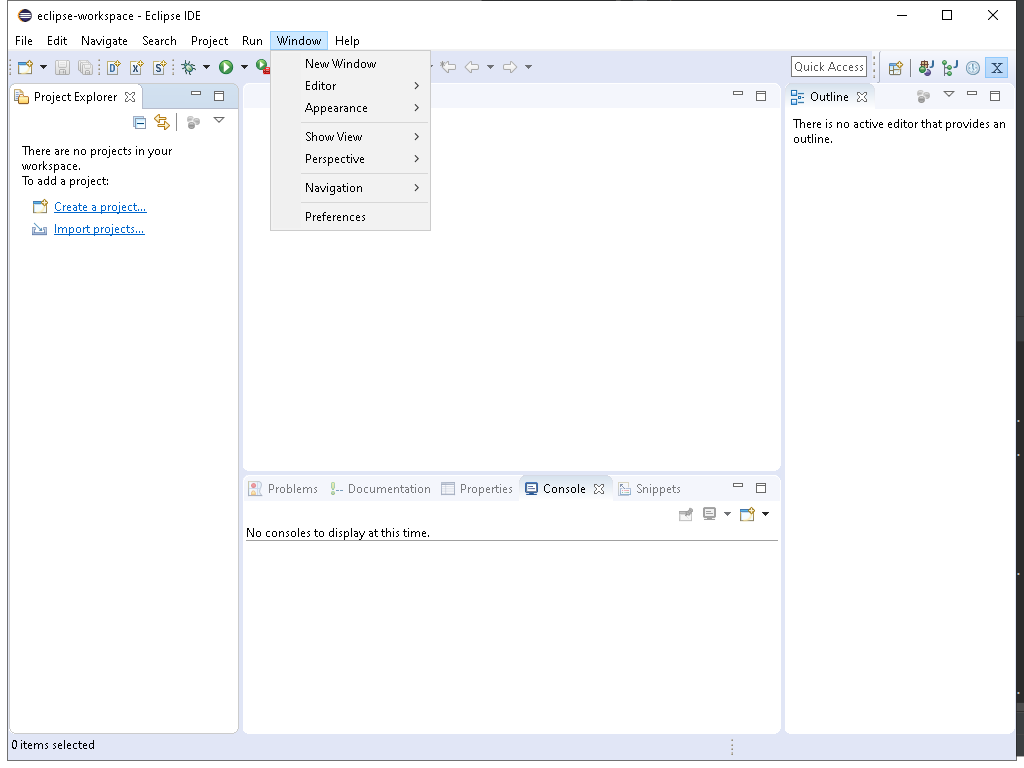 eclipse-workspace - Eclipse IDE
File Edit Navigate Search Project Run Window Help
Quick Access
New Window
Editor
Appearance
Show View
Perspective
Navigation
Preferences
Project Explorer
There are no projects in your
workspace.
To add a project:
Create a project...
Import projects...
Outline
There is no active editor that provides an
outline.
Problems Documentation Properties Console Snippets
No consoles to display at this time.
0 items selected